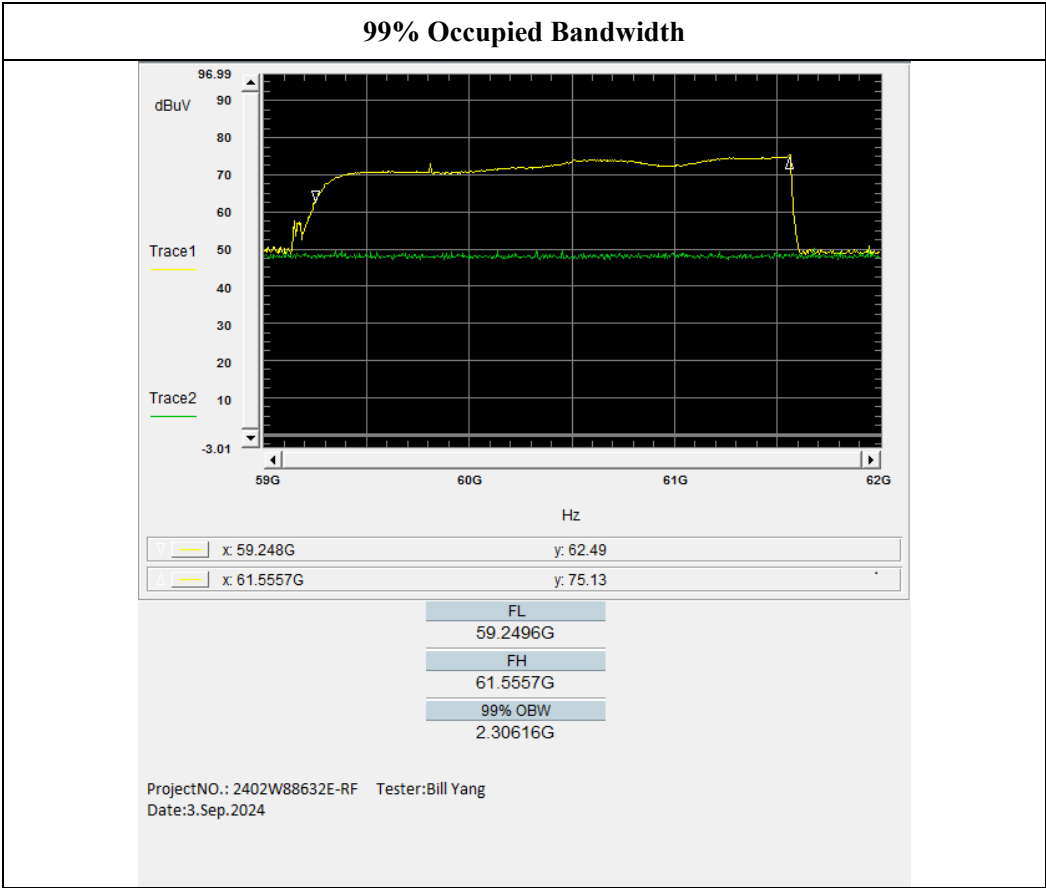 99% Occupied Bandwidth
96.99
dBuV
90
80
70
60
Trace1
50
40
30
20
Trace2
10
-3.01
59G 60G 61G 62G
Hz
x: 59.248G y: 62.49
x: 61.5557G y: 75.13
FL
59.2496G
FH
61.5557G
99% OBW
2.30616G
ProjectNO.: 2402W88632E-RF Tester:Bill Yang
Date:3.Sep.2024